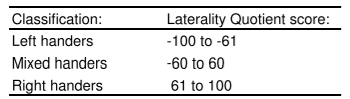 Classification: Laterality Quotient score:
Left handers -100 to -61
Mixed handers -60 to 60
Right handers 61 to 100